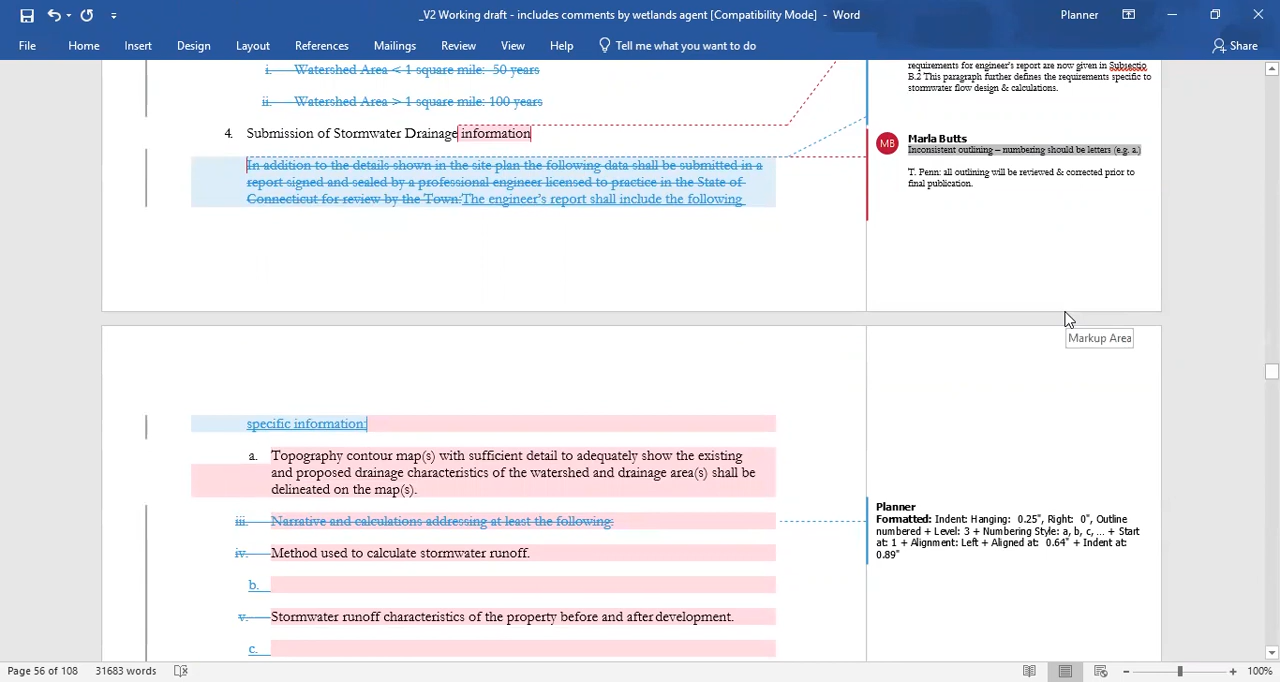 _V2 Working draft - includes comments by wetlands agent [Compatibility Mode] - Word
Planner
File Home Insert Design Layout References Mailings Review View Help Tell me what you want to do Share
i. Watershed Area < 1 square mile: 50 years
ii. Watershed Area > 1 square mile: 100 years
4. Submission of Stormwater Drainage information
In addition to the details shown in the site plan the following data shall be submitted in a
report signed and sealed by a professional engineer licensed to practice in the State of
Connecticut for review by the Town. The engineer's report shall include the following
requirements for engineer's report are now given in Subsectio
B.2 This paragraph further defines the requirements specific to
stormwater flow design & calculations.
MB
Marla Butts
Inconsistent outlining – numbering should be letters (e.g. a.)
T. Penn: all outlining will be reviewed & corrected prior to
final publication.
Markup Area
specific information:
a. Topography contour map(s) with sufficient detail to adequately show the existing
and proposed drainage characteristics of the watershed and drainage area(s) shall be
delineated on the map(s).
iii. Narrative and calculations addressing at least the following:
iv. Method used to calculate stormwater runoff.
b.
v. Stormwater runoff characteristics of the property before and after development.
c.
Planner
Formatted: Indent: Hanging: 0.25", Right: 0", Outline
numbered + Level: 3 + Numbering Style: a, b, c, … + Start
at: 1 + Alignment: Left + Aligned at: 0.64" + Indent at:
0.89"
Page 56 of 108 31683 words 100%